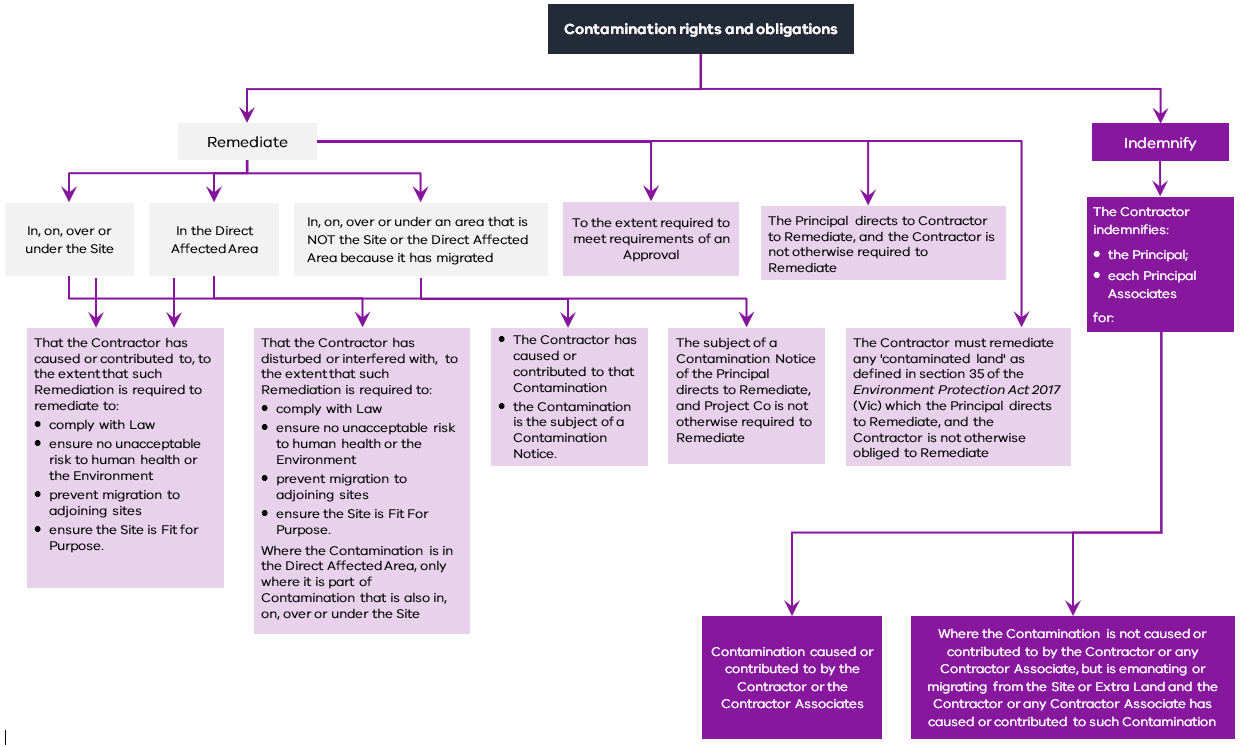 Contamination rights and obligations
Remediate
Indemnify
In, on, over or
under the Site
In the Direct
Affected Area
In, on, over or under an area that is
NOT the Site or the Direct Affected
Area because it has migrated
To the extent required to
meet requirements of an
Approval
The Principal directs to Contractor
to Remediate, and the Contractor is
not otherwise required to
Remediate
The Contractor
indemnifies:
• the Principal;
• each Principal
Associates
for:
That the Contractor has
caused or contributed to, to
the extent that such
Remediation is required to
remediate to:
• comply with Law
• ensure no unacceptable
risk to human health or
the Environment
• prevent migration to
adjoining sites
• ensure the Site is Fit for
Purpose.
That the Contractor has
disturbed or interfered with, to
the extent that such
Remediation is required to:
• comply with Law
• ensure no unacceptable risk
to human health or the
Environment
• prevent migration to
adjoining sites
• ensure the Site is Fit For
Purpose.
Where the Contamination is in
the Direct Affected Area, only
where it is part of
Contamination that is also in,
on, over or under the Site
• The Contractor has
caused or
contributed to that
Contamination
• the Contamination
is the subject of a
Contamination
Notice.
The subject of a
Contamination Notice
of the Principal
directs to Remediate,
and Project Co is not
otherwise required to
Remediate
The Contractor must remediate
any 'contaminated land' as
defined in section 35 of the
Environment Protection Act 2017
(Vic) which the Principal directs
to Remediate, and the
Contractor is not otherwise
obliged to Remediate
Contamination caused or
contributed to by the
Contractor or the
Contractor Associates
Where the Contamination is not caused or
contributed to by the Contractor or any
Contractor Associate, but is emanating or
migrating from the Site or Extra Land and the
Contractor or any Contractor Associate has
caused or contributed to such Contamination